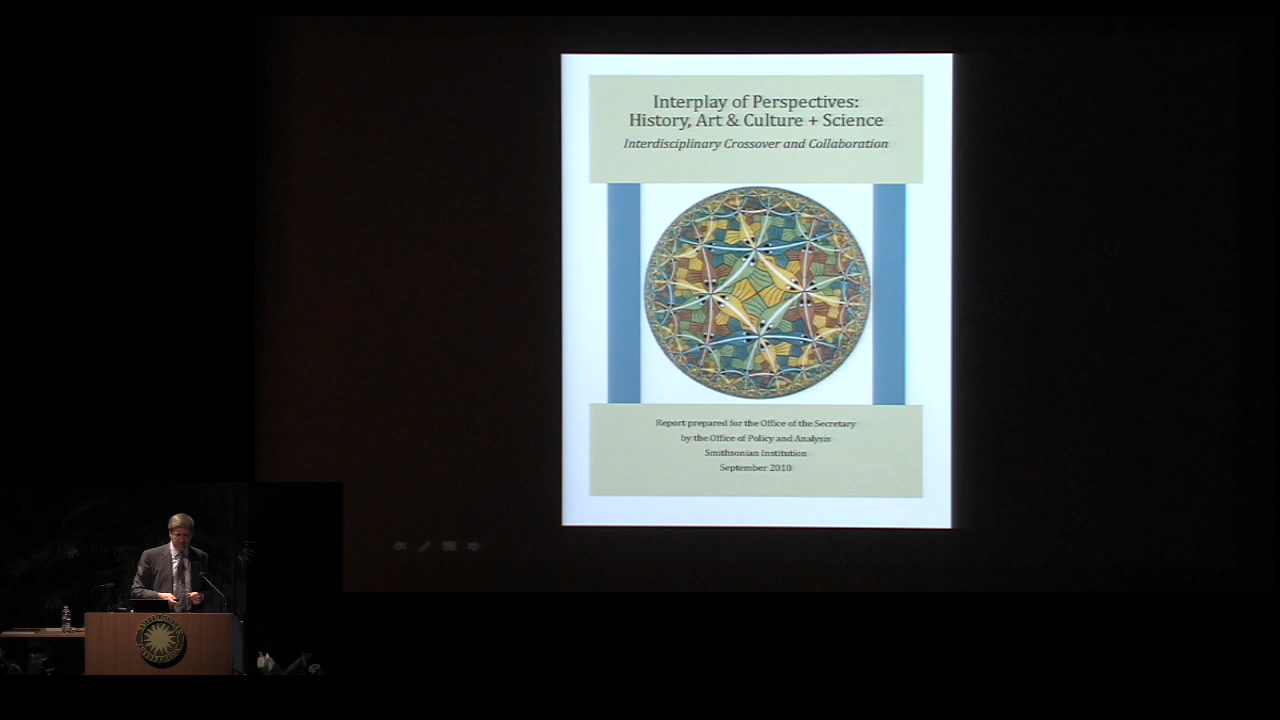 Interplay of Perspectives:
History, Art & Culture + Science
Interdisciplinary Crossover and Collaboration
Report prepared for the Office of the Secretary
by the Office of Policy and Analysis
Smithsonian Institution
September 2010